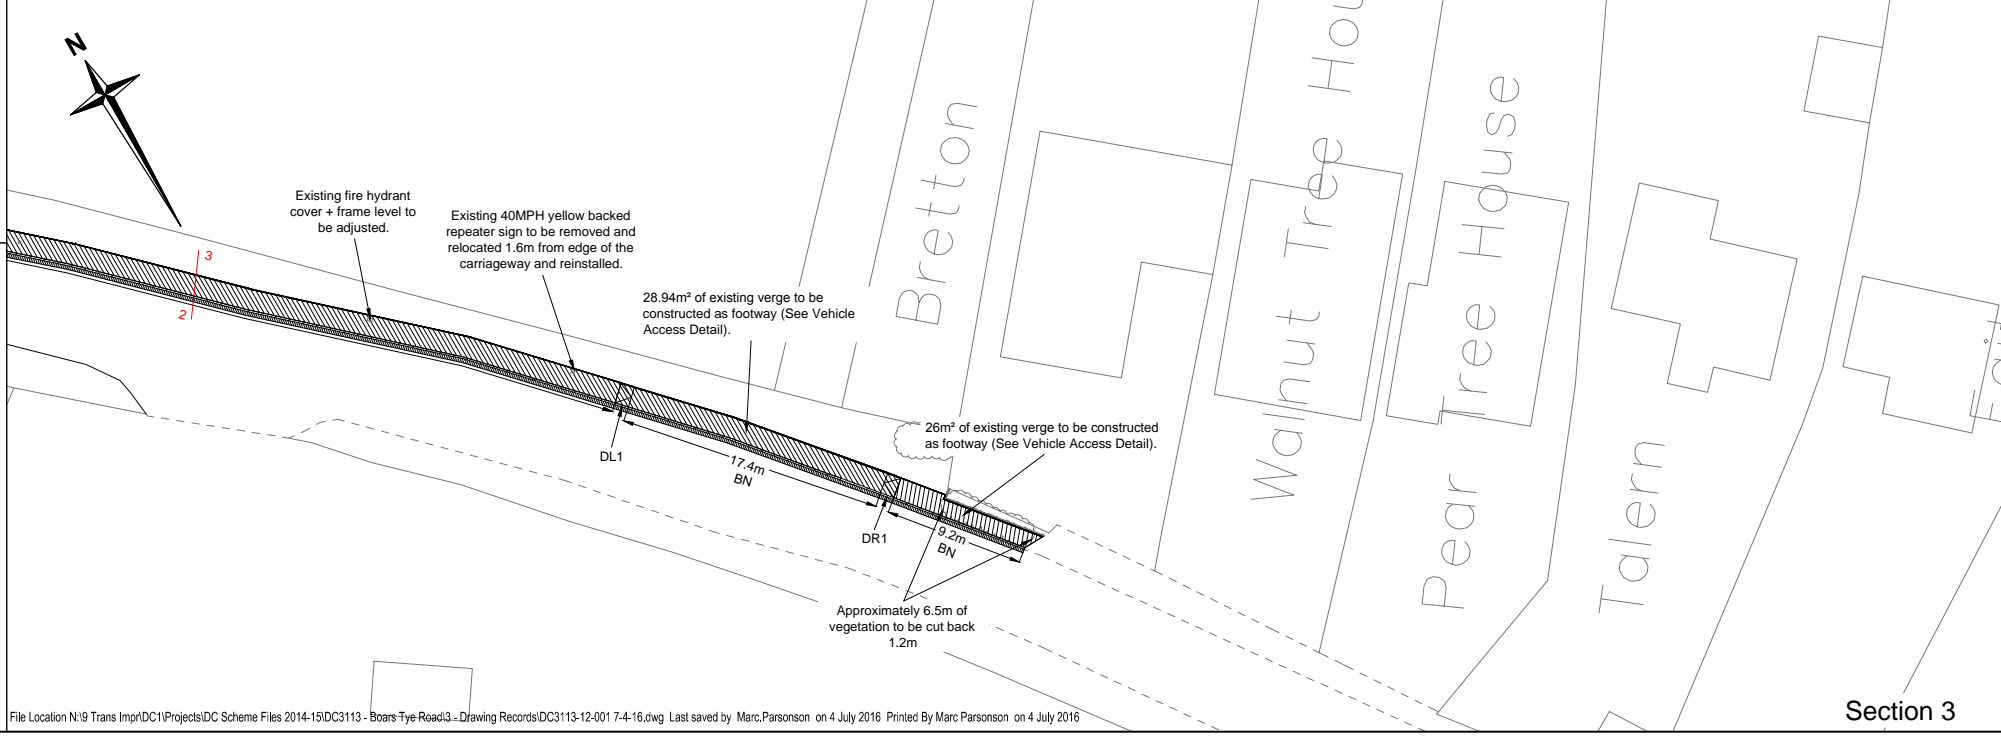 N
Existing fire hydrant
cover + frame level to
be adjusted.
Existing 40MPH yellow backed
repeater sign to be removed and
relocated 1.6m from edge of the
carriageway and reinstalled.
3
2
28.94m² of existing verge to be
constructed as footway (See Vehicle
Access Detail).
26m² of existing verge to be constructed
as footway (See Vehicle Access Detail).
DL1
17.4m
BN
DR1
9.2m
BN
Approximately 6.5m of
vegetation to be cut back
1.2m
Bretton
Walnut Tree Hou
Pear Tree House
Talern
File Location N:\9 Trans Impr\DC1\Projects\DC Scheme Files 2014-15\DC3113 - Boars Tye Road\3 - Drawing Records\DC3113-12-001 7-4-16.dwg Last saved by Marc.Parsonson on 4 July 2016 Printed By Marc Parsonson on 4 July 2016
Section 3